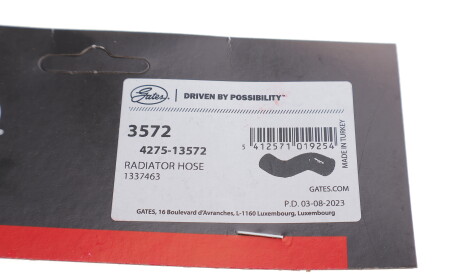 Gates
DRIVEN BY POSSIBILITY™
3572
4275-13572
RADIATOR HOSE
1337463
5 412571 019254
MADE IN TURKEY
GATES.COM
P.D. 03-08-2023
GATES, 16 Boulevard d'Avranches, L-1160 Luxembourg, Luxembourg